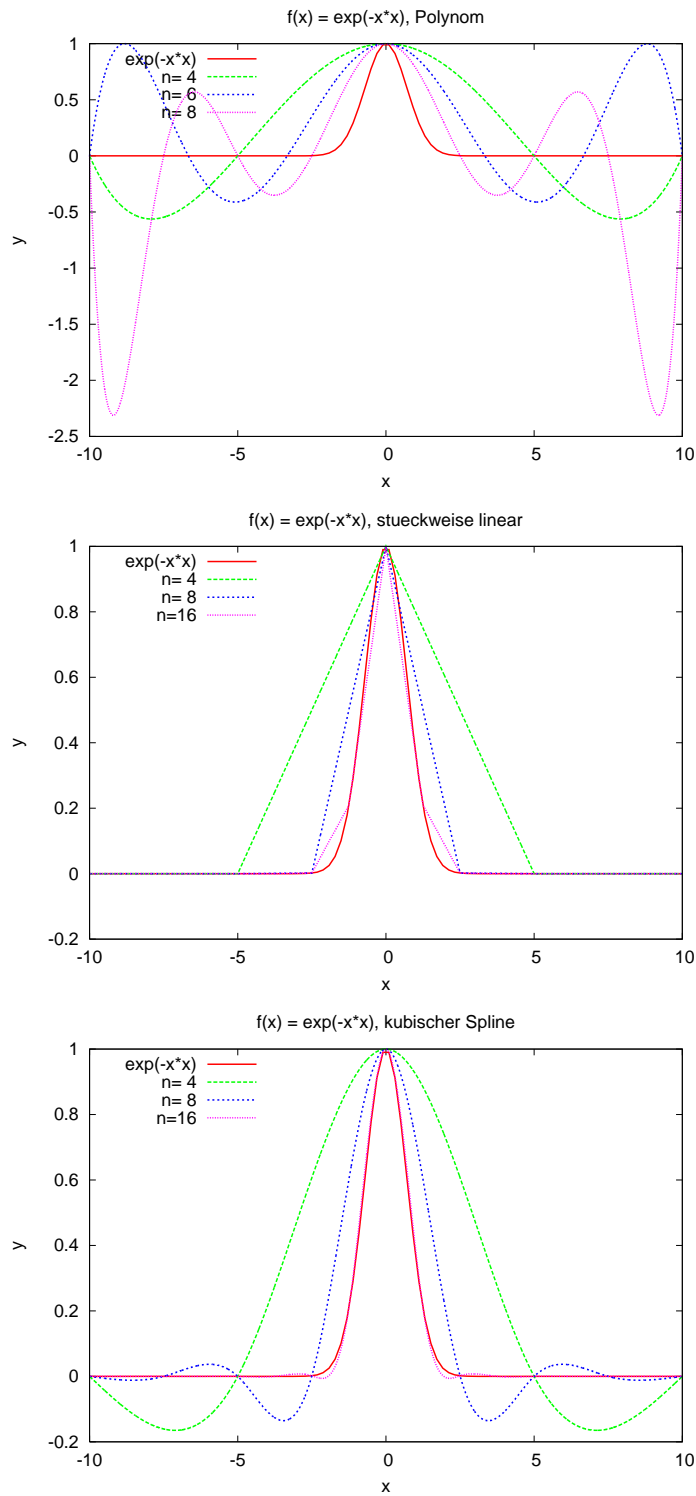 f(x) = exp(-x*x), Polynom
exp(-x*x)
n= 4
n= 6
n= 8
1
0.5
0
-0.5
-1
-1.5
-2
-2.5
y
-10
-5
0
5
10
x
f(x) = exp(-x*x), stueckweise linear
exp(-x*x)
n= 4
n= 8
n=16
1
0.8
0.6
0.4
0.2
0
-0.2
y
-10
-5
0
5
10
x
f(x) = exp(-x*x), kubischer Spline
exp(-x*x)
n= 4
n= 8
n=16
1
0.8
0.6
0.4
0.2
0
-0.2
y
-10
-5
0
5
10
x